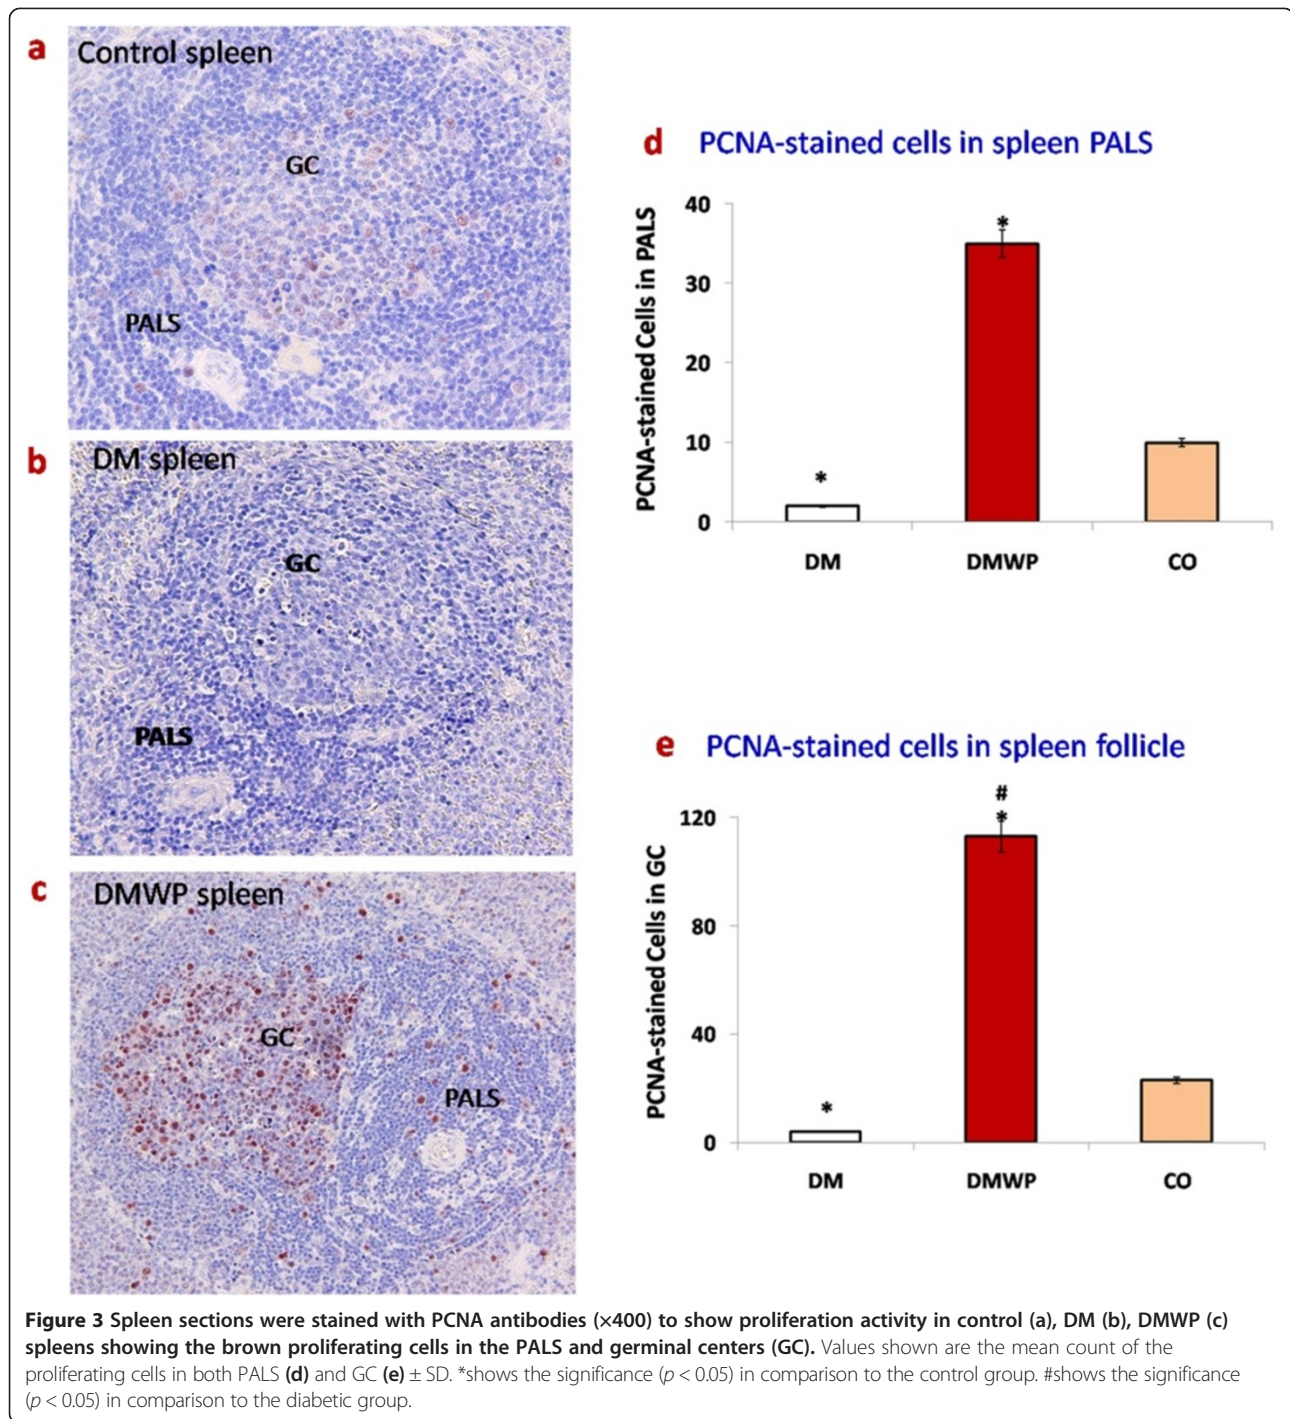 a Control spleen
GC
PALS
b DM spleen
GC
PALS
c DMWP spleen
GC
PALS
d PCNA-stained cells in spleen PALS
PCNA-stained Cells in PALS
40
30
20
10
0
*
*
DM DMWP CO
e PCNA-stained cells in spleen follicle
PCNA-stained Cells in GC
120
80
40
0
#
*
*
DM DMWP CO
Figure 3 Spleen sections were stained with PCNA antibodies (×400) to show proliferation activity in control (a), DM (b), DMWP (c)
spleens showing the brown proliferating cells in the PALS and germinal centers (GC). Values shown are the mean count of the
proliferating cells in both PALS (d) and GC (e) ± SD. *shows the significance (p < 0.05) in comparison to the control group. #shows the significance
(p < 0.05) in comparison to the diabetic group.